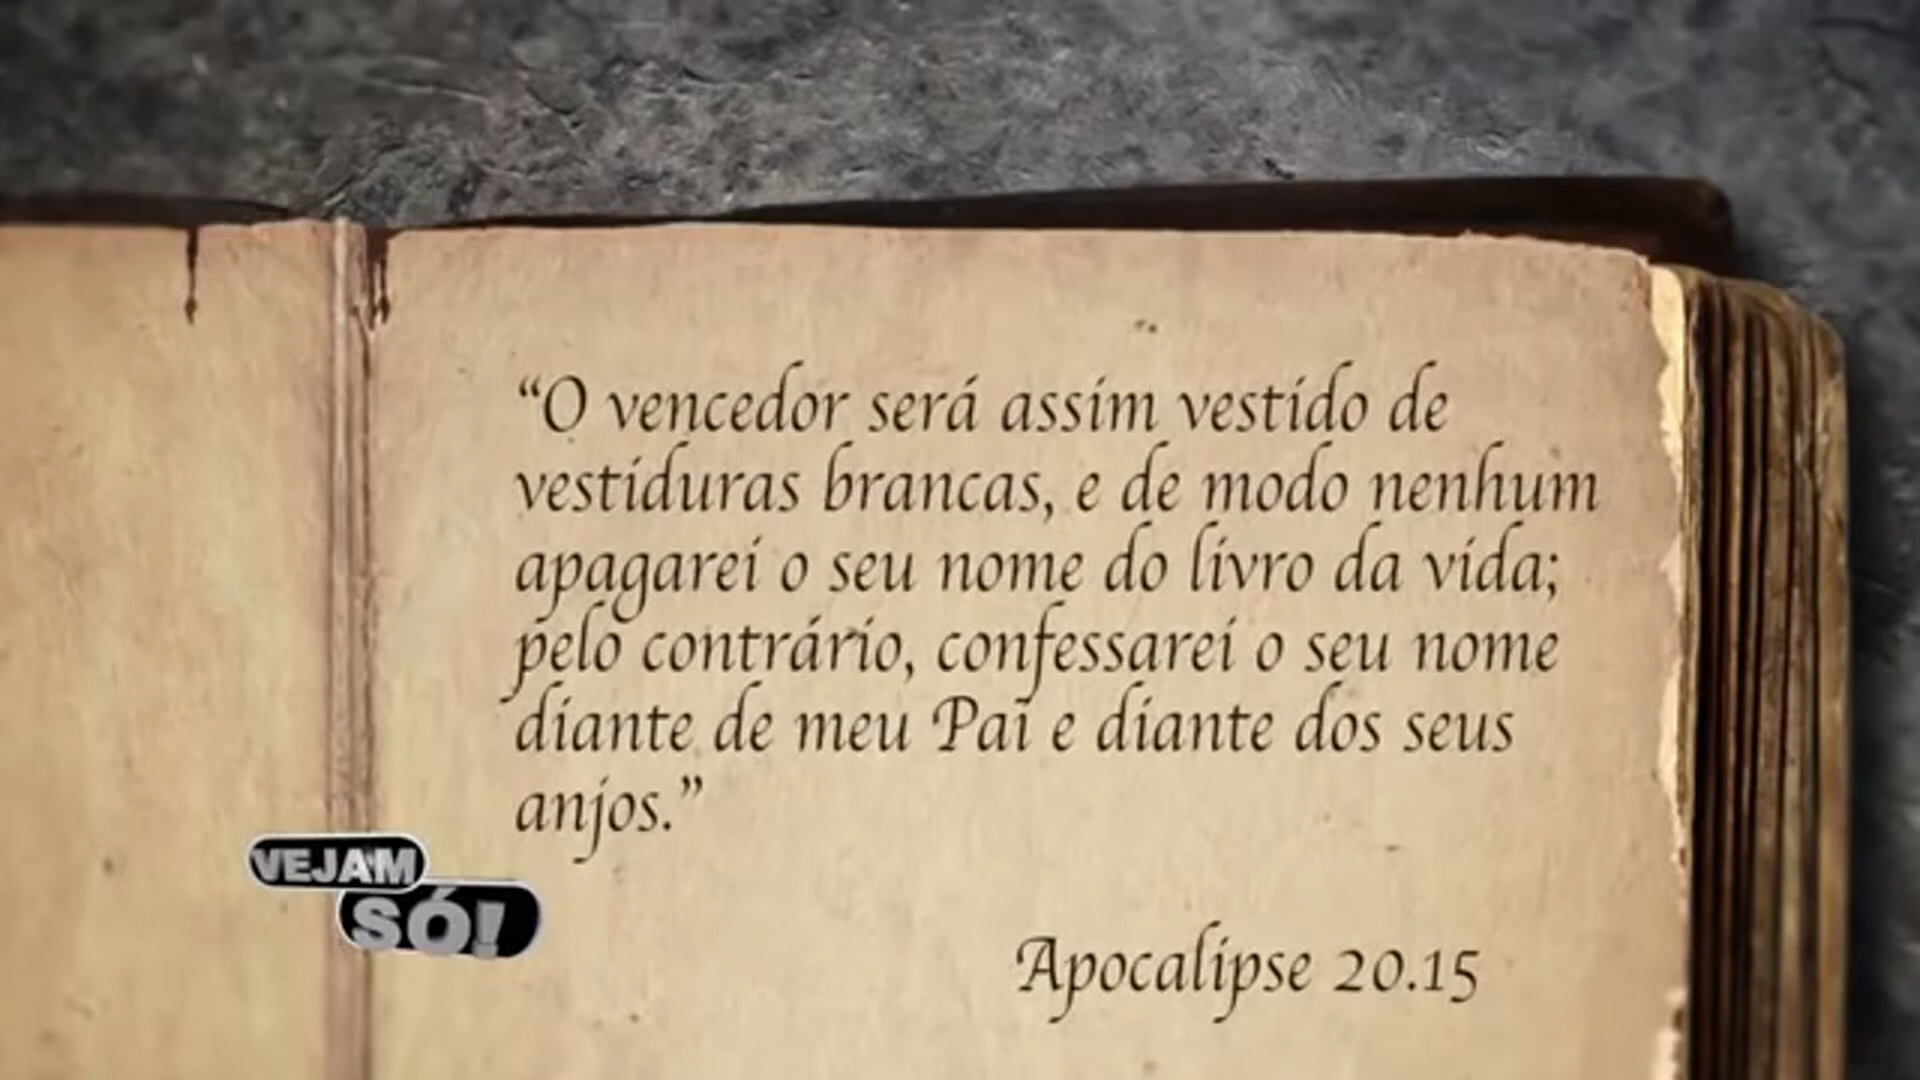 “O vencedor será assim vestido de
vestiduras brancas, e de modo nenhum
apagarei o seu nome do livro da vida;
pelo contrário, confessarei o seu nome
diante de meu Pai e diante dos seus
anjos.”
VEJAM
SÓ!
Apocalipse 20.15